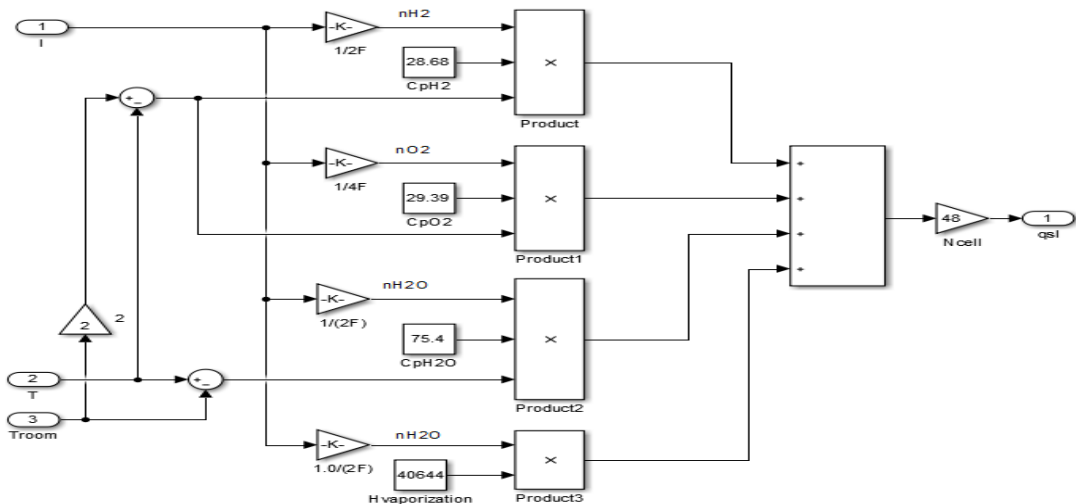 1
I
-K-
1/2F
nH2
28.68
CpH2
×
Product
+
-
-K-
1/4F
nO2
29.39
CpO2
×
Product1
+
+
+
+
48
Ncell
1
qsl
2
2
-K-
1/(2F)
nH2O
75.4
CpH2O
×
Product2
2
T
+
-
3
Troom
-K-
1.0/(2F)
nH2O
40644
Hvaporization
×
Product3